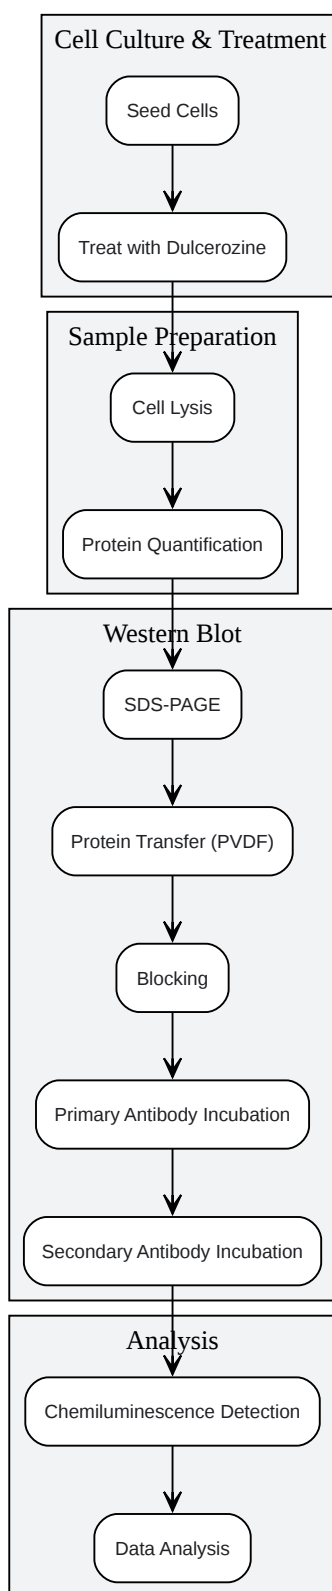 Cell Culture & Treatment
Seed Cells
Treat with Dulcerozine
Sample Preparation
Cell Lysis
Protein Quantification
Western Blot
SDS-PAGE
Protein Transfer (PVDF)
Blocking
Primary Antibody Incubation
Secondary Antibody Incubation
Analysis
Chemiluminescence Detection
Data Analysis